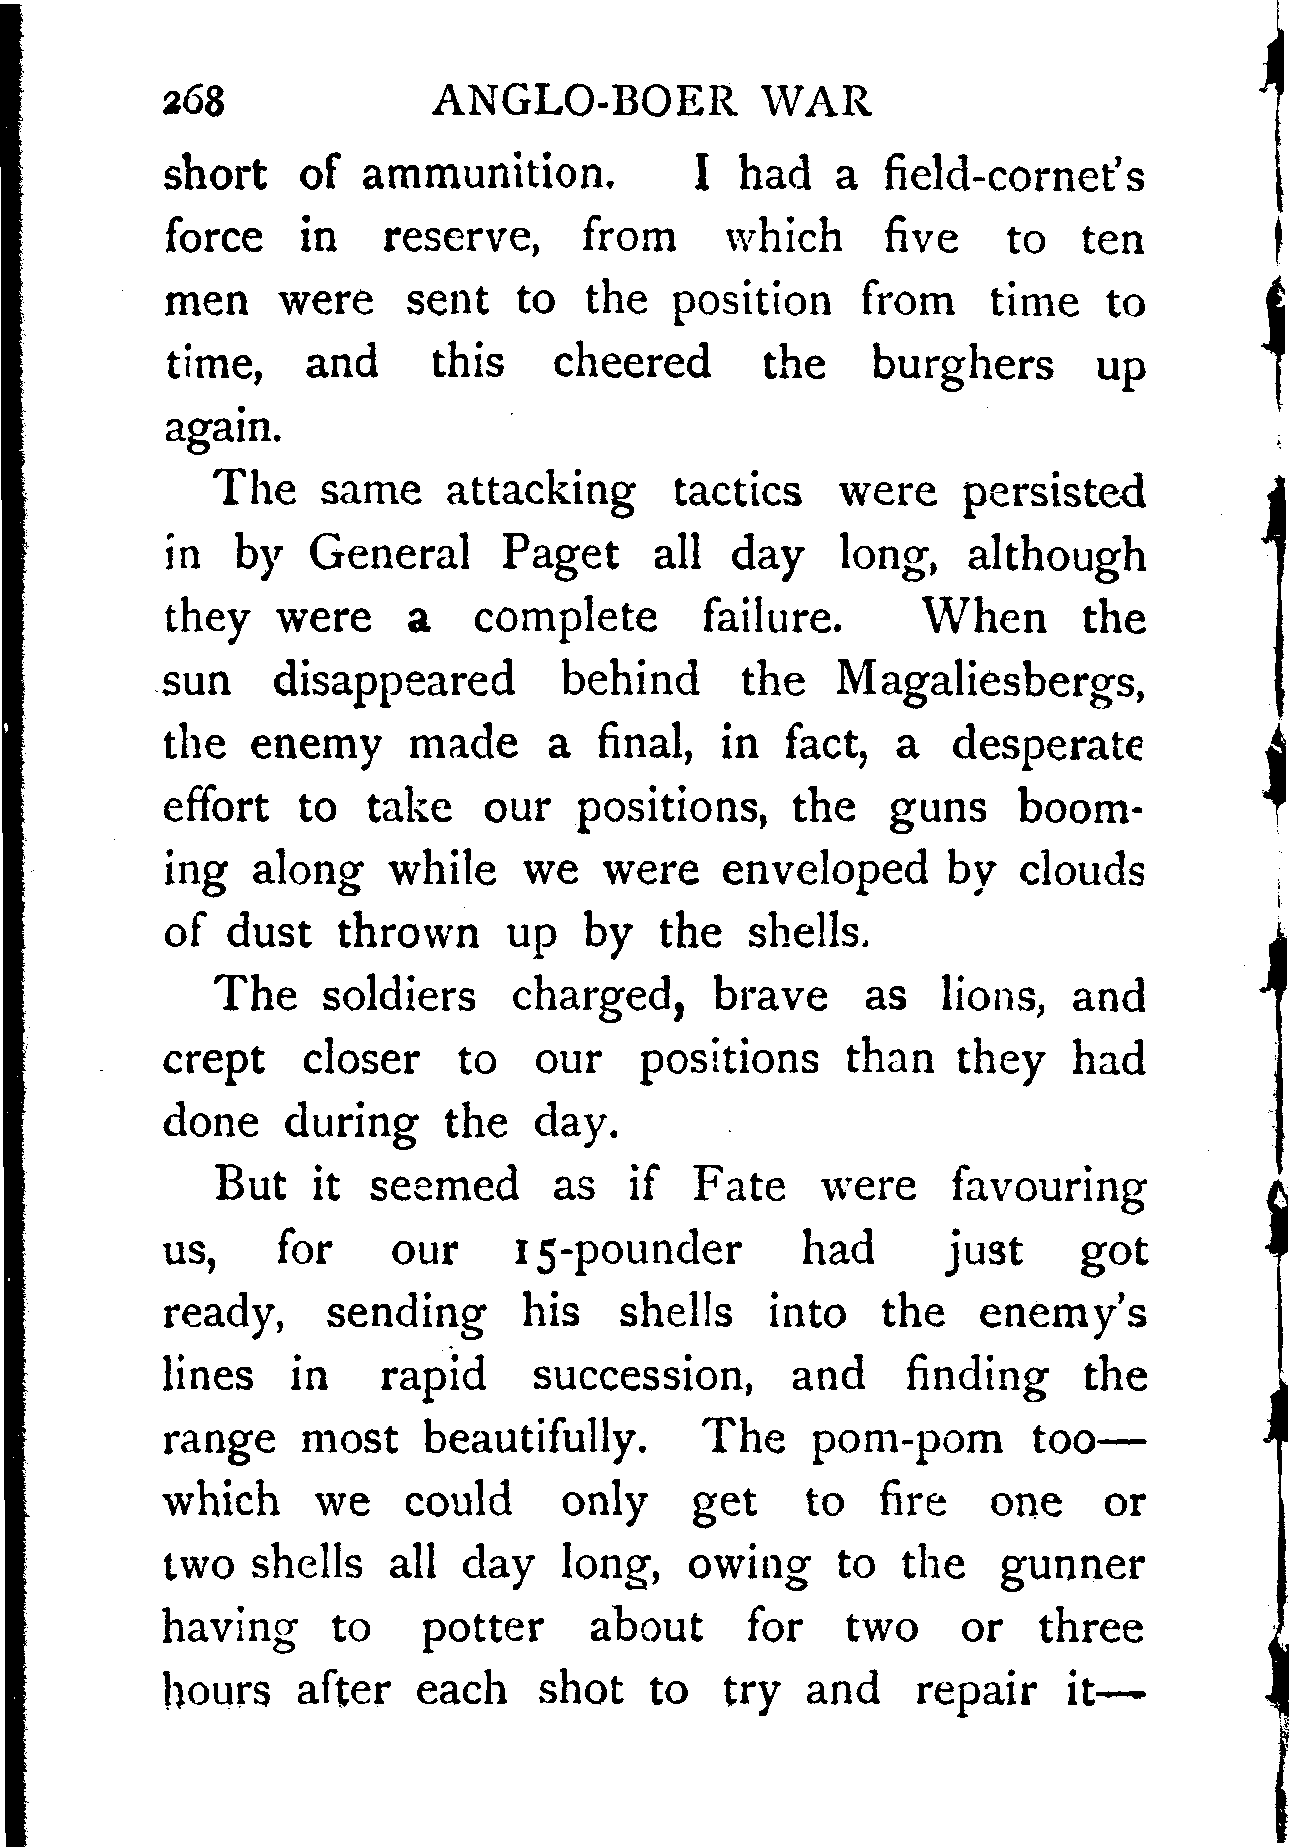 268 ANGLO-BOER WAR
short of ammunition. I had a field-cornet's
force in reserve, from which five to ten
men were sent to the position from time to
time, and this cheered the burghers up
again.
The same attacking tactics were persisted
in by General Paget all day long, although
they were a complete failure. When the
sun disappeared behind the Magaliesbergs,
the enemy made a final, in fact, a desperate
effort to take our positions, the guns boom-
ing along while we were enveloped by clouds
of dust thrown up by the shells.
The soldiers charged, brave as lions, and
crept closer to our positions than they had
done during the day.
But it seemed as if Fate were favouring
us, for our 15-pounder had just got
ready, sending his shells into the enemy's
lines in rapid succession, and finding the
range most beautifully. The pom-pom too—
which we could only get to fire one or
two shells all day long, owing to the gunner
having to potter about for two or three
hours after each shot to try and repair it—